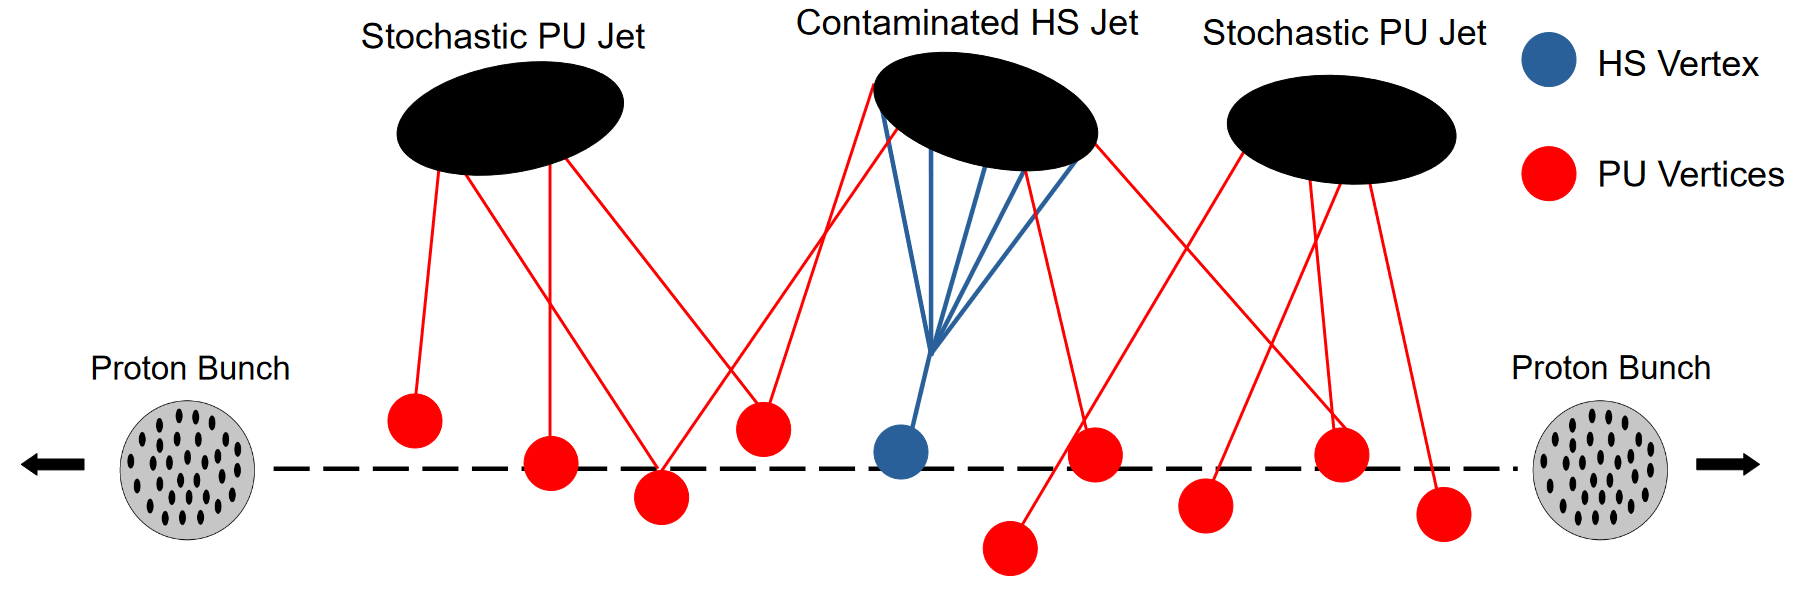 Stochastic PU Jet
Contaminated HS Jet
Stochastic PU Jet
HS Vertex
PU Vertices
Proton Bunch
Proton Bunch